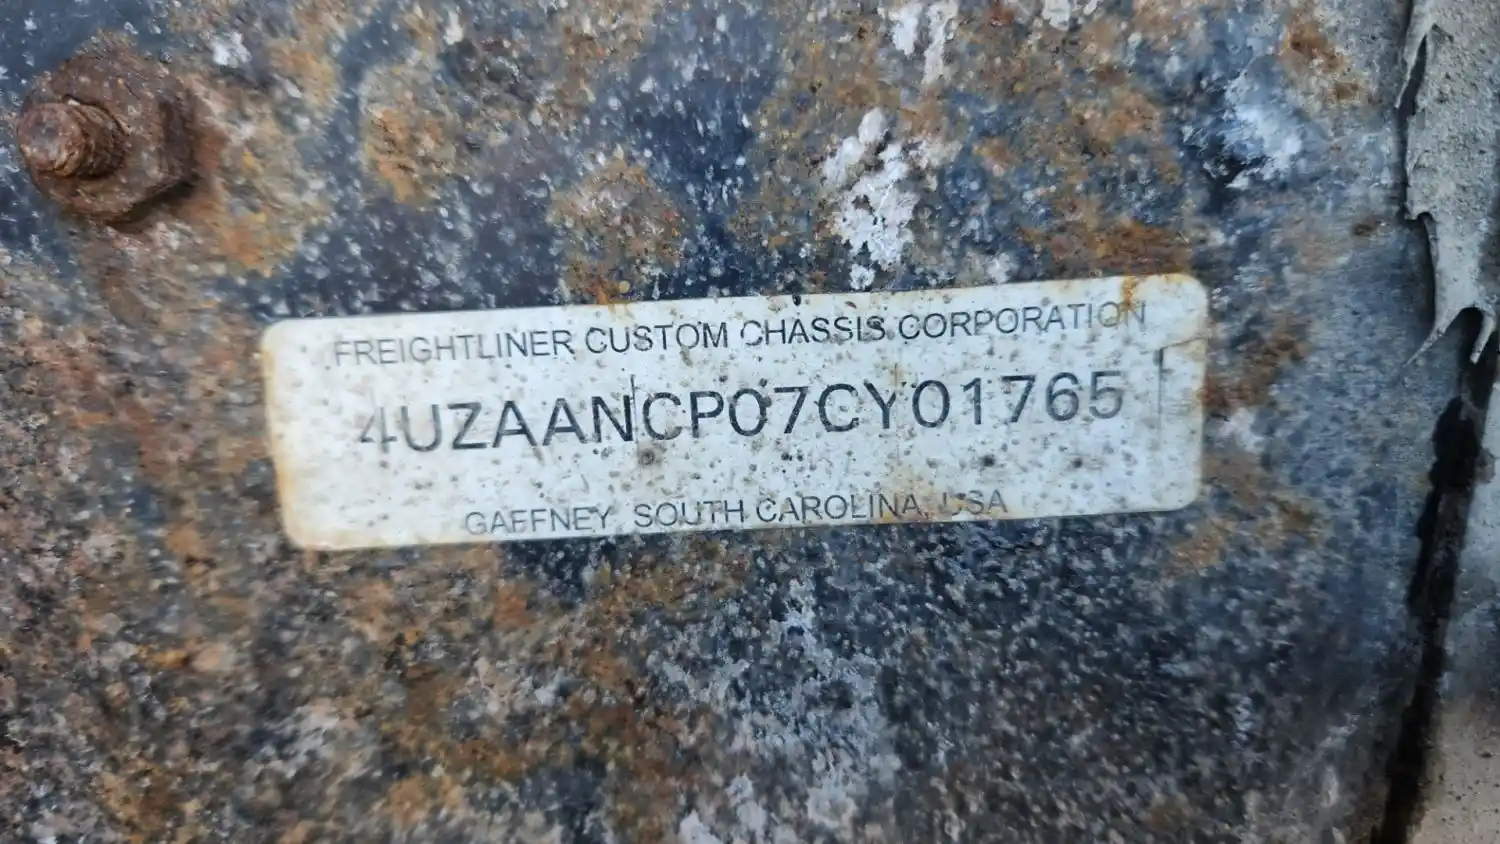 FREIGHTLINER CUSTOM CHASSIS CORPORATION
4UZAANCP07CY01765
GAFFNEY, SOUTH CAROLINA, USA